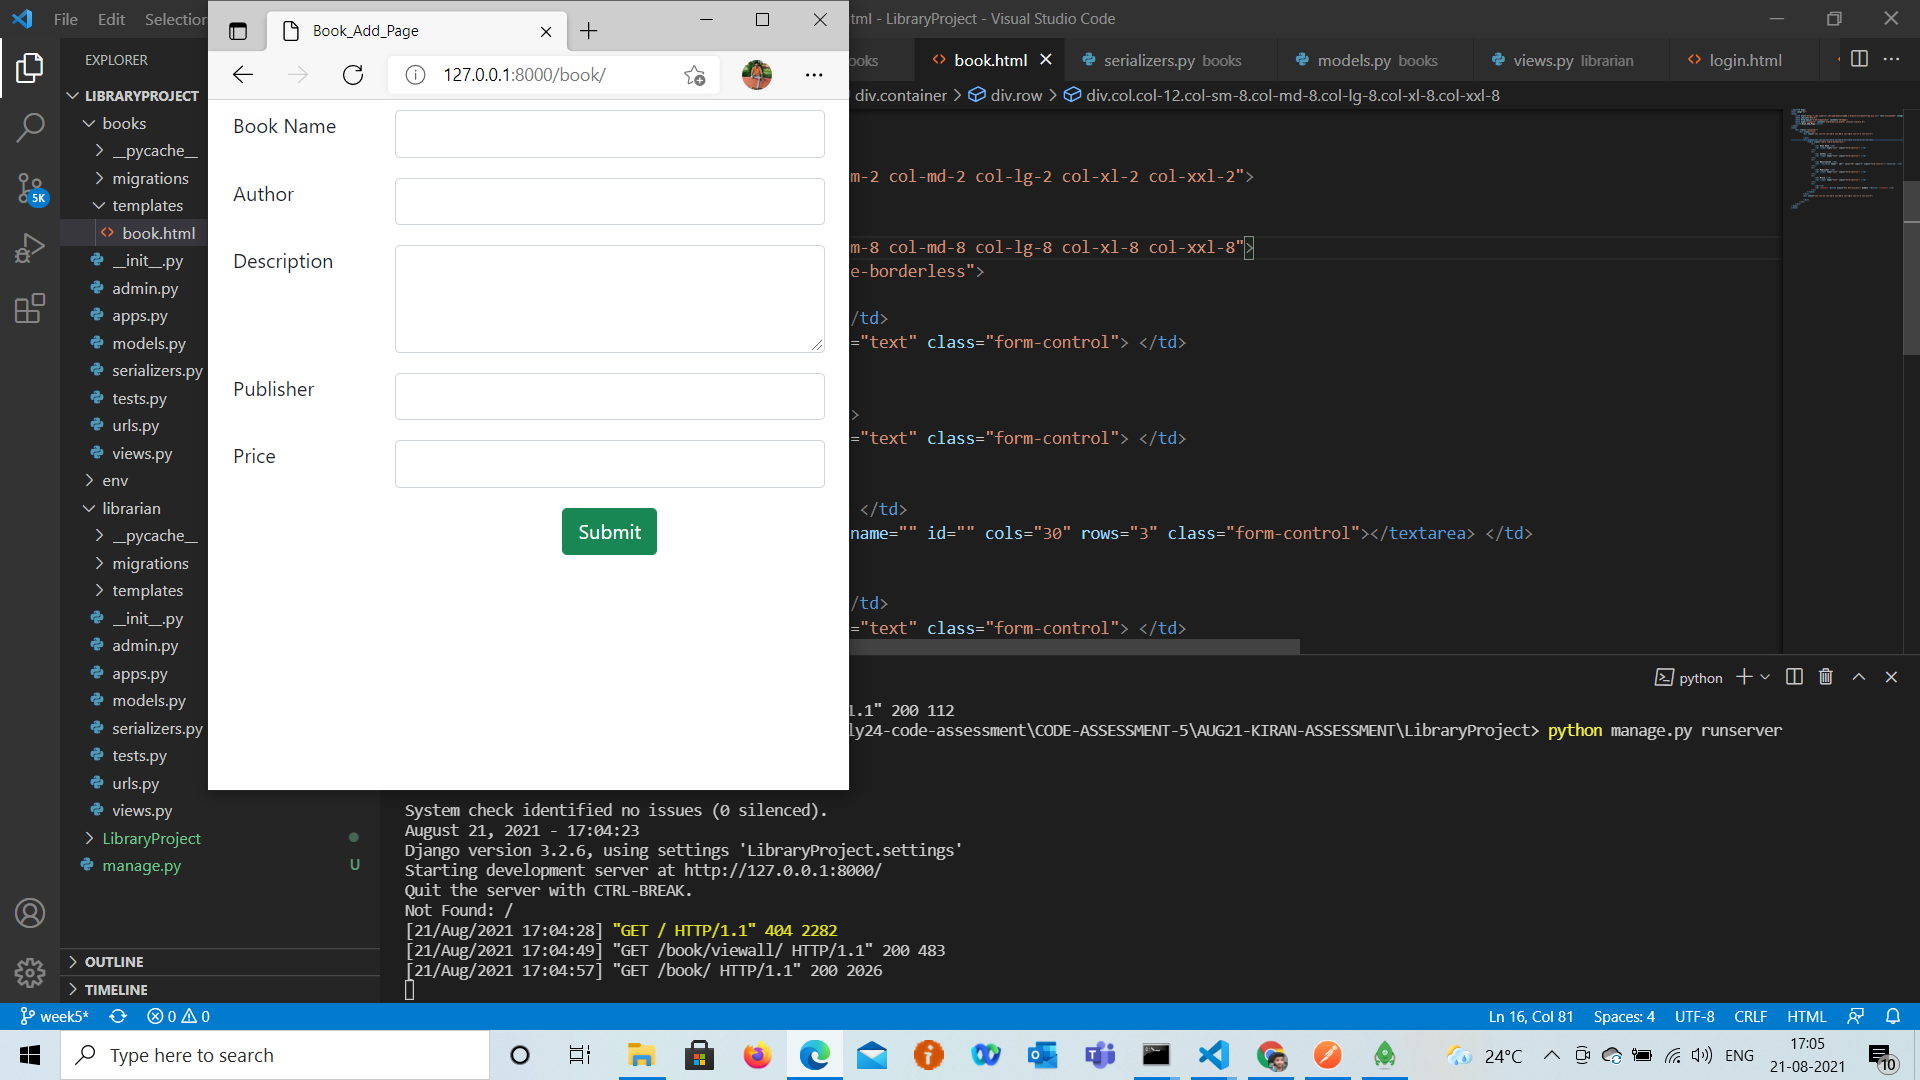 File Edit Selection
tml - LibraryProject - Visual Studio Code
Book_Add_Page
127.0.0.1:8000/book/
Book Name
Author
Description
Publisher
Price
Submit
EXPLORER
LIBRARYPROJECT
books
__pycache__
migrations
templates
book.html
__init__.py
admin.py
apps.py
models.py
serializers.py
tests.py
urls.py
views.py
env
librarian
__pycache__
migrations
templates
__init__.py
admin.py
apps.py
models.py
serializers.py
tests.py
urls.py
views.py
LibraryProject
manage.py U
OUTLINE
TIMELINE
5K
ooks book.html serializers.py books models.py books views.py librarian login.html
div.container > div.row > div.col.col-12.col-sm-8.col-md-8.col-lg-8.col-xl-8.col-xxl-8
m-2 col-md-2 col-lg-2 col-xl-2 col-xxl-2">
m-8 col-md-8 col-lg-8 col-xl-8 col-xxl-8">
e-borderless">
/td>
="text" class="form-control"> </td>
>
="text" class="form-control"> </td>
</td>
name="" id="" cols="30" rows="3" class="form-control"></textarea> </td>
/td>
="text" class="form-control"> </td>
python
1.1" 200 112
ly24-code-assessment\CODE-ASSESSMENT-5\AUG21-KIRAN-ASSESSMENT\LibraryProject> python manage.py runserver
System check identified no issues (0 silenced).
August 21, 2021 - 17:04:23
Django version 3.2.6, using settings 'LibraryProject.settings'
Starting development server at http://127.0.0.1:8000/
Quit the server with CTRL-BREAK.
Not Found: /
[21/Aug/2021 17:04:28] "GET / HTTP/1.1" 404 2282
[21/Aug/2021 17:04:49] "GET /book/viewall/ HTTP/1.1" 200 483
[21/Aug/2021 17:04:57] "GET /book/ HTTP/1.1" 200 2026
week5* 0 0 Ln 16, Col 81 Spaces: 4 UTF-8 CRLF HTML
Type here to search
24°C ENG 17:05
21-08-2021
10